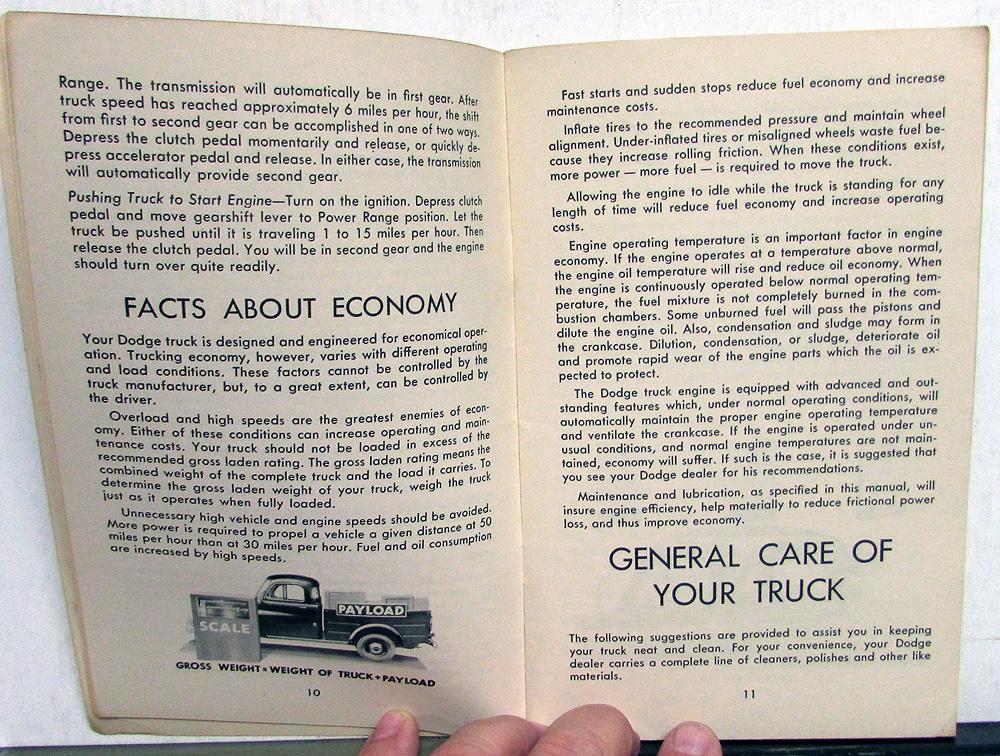 Range. The transmission will automatically be in first gear. After
truck speed has reached approximately 6 miles per hour, the shift
from first to second gear can be accomplished in one of two ways.
Depress the clutch pedal momentarily and release, or quickly de-
press accelerator pedal and release. In either case, the transmission
will automatically provide second gear.
Pushing Truck to Start Engine—Turn on the ignition. Depress clutch
pedal and move gearshift lever to Power Range position. Let the
truck be pushed until it is traveling 1 to 15 miles per hour. Then
release the clutch pedal. You will be in second gear and the engine
should turn over quite readily.
FACTS ABOUT ECONOMY
Your Dodge truck is designed and engineered for economical oper-
ation. Trucking economy, however, varies with different operating
and load conditions. These factors cannot be controlled by the
truck manufacturer, but, to a great extent, can be controlled by
the driver.
Overload and high speeds are the greatest enemies of econ-
omy. Either of these conditions can increase operating and main-
tenance costs. Your truck should not be loaded in excess of the
recommended gross laden rating. The gross laden rating means the
combined weight of the complete truck and the load it carries. To
determine the gross laden weight of your truck, weigh the truck
just as it operates when fully loaded.
Unnecessary high vehicle and engine speeds should be avoided.
More power is required to propel a vehicle a given distance at 50
miles per hour than at 30 miles per hour. Fuel and oil consumption
are increased by high speeds.
PAYLOAD
SCALE
GROSS WEIGHT = WEIGHT OF TRUCK + PAYLOAD
10
Fast starts and sudden stops reduce fuel economy and increase
maintenance costs.
Inflate tires to the recommended pressure and maintain wheel
alignment. Under-inflated tires or misaligned wheels waste fuel be-
cause they increase rolling friction. When these conditions exist,
more power — more fuel — is required to move the truck.
Allowing the engine to idle while the truck is standing for any
length of time will reduce fuel economy and increase operating
costs.
Engine operating temperature is an important factor in engine
economy. If the engine operates at a temperature above normal,
the engine oil temperature will rise and reduce oil economy. When
the engine is continuously operated below normal operating tem-
perature, the fuel mixture is not completely burned in the com-
bustion chambers. Some unburned fuel will pass the pistons and
dilute the engine oil. Also, condensation and sludge may form in
the crankcase. Dilution, condensation, or sludge, deteriorate oil
and promote rapid wear of the engine parts which the oil is ex-
pected to protect.
The Dodge truck engine is equipped with advanced and out-
standing features which, under normal operating conditions, will
automatically maintain the proper engine operating temperature
and ventilate the crankcase. If the engine is operated under un-
usual conditions, and normal engine temperatures are not main-
tained, economy will suffer. If such is the case, it is suggested that
you see your Dodge dealer for his recommendations.
Maintenance and lubrication, as specified in this manual, will
insure engine efficiency, help materially to reduce frictional power
loss, and thus improve economy.
GENERAL CARE OF
YOUR TRUCK
The following suggestions are provided to assist you in keeping
your truck neat and clean. For your convenience, your Dodge
dealer carries a complete line of cleaners, polishes and other like
materials.
11